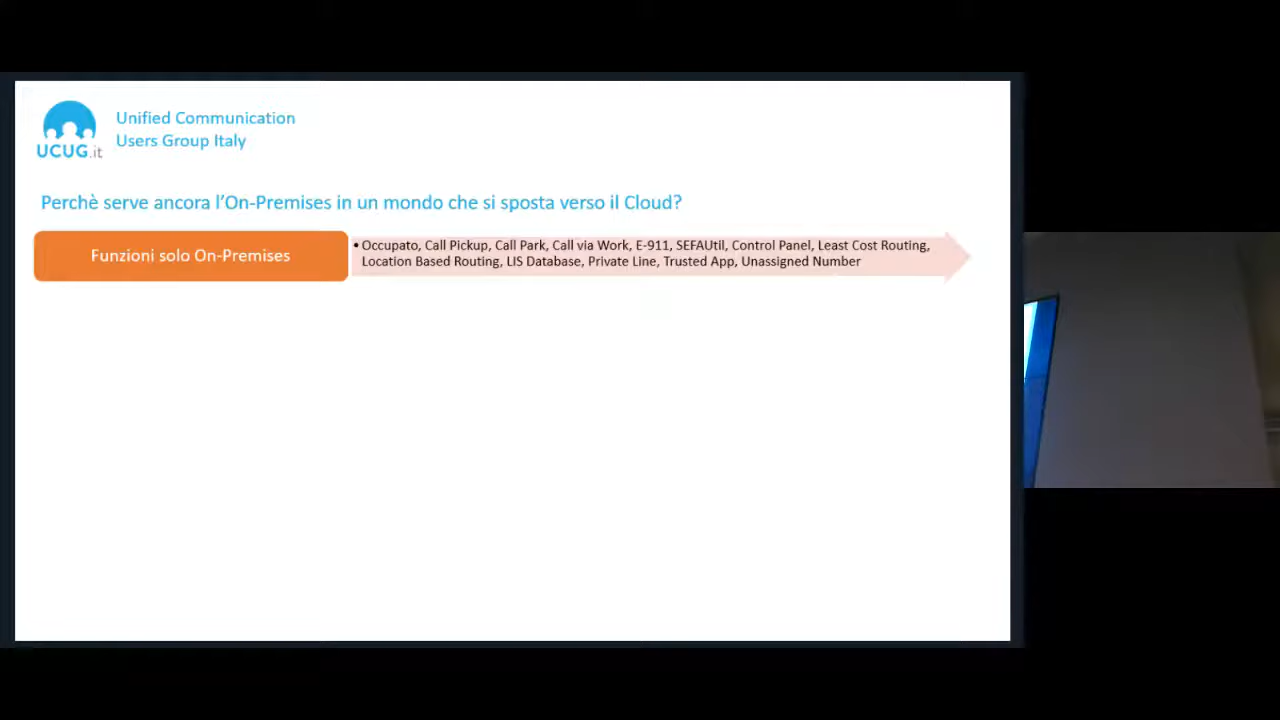 Unified Communication
Users Group Italy
UCUG.it
Perchè serve ancora l'On-Premises in un mondo che si sposta verso il Cloud?
Funzioni solo On-Premises
• Occupato, Call Pickup, Call Park, Call via Work, E-911, SEFAUtil, Control Panel, Least Cost Routing,
Location Based Routing, LIS Database, Private Line, Trusted App, Unassigned Number